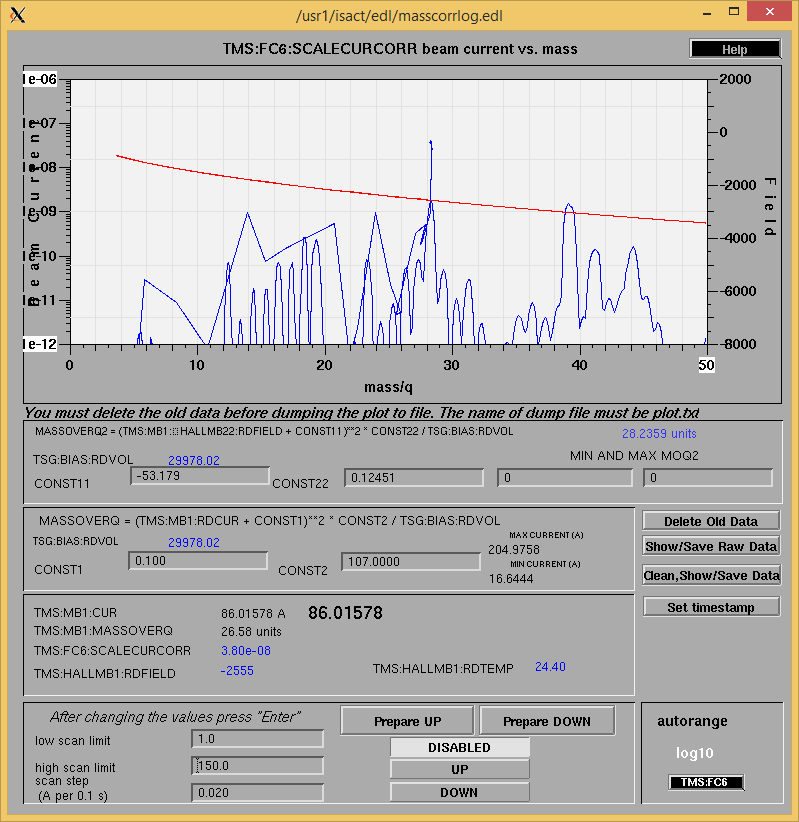 /usr1/isact/edl/masscorrlog.edl
TMS:FC6:SCALECURCORR beam current vs. mass
Help
1e-06
1e-07
1e-08
1e-09
1e-10
1e-11
1e-12
Beam Current
2000
0
-2000
-4000
-6000
-8000
Field
0 10 20 30 40 50
mass/q
You must delete the old data before dumping the plot to file. The name of dump file must be plot.txt
28.2359 units
TSG:BIAS:RDVOL 29978.02
MIN AND MAX MOQ2
CONST11 -53.179 CONST22 0.12451 0 0
MASSOVERQ = (TMS:MB1:RDCUR + CONST1)**2 * CONST2 / TSG:BIAS:RDVOL
TSG:BIAS:RDVOL 29978.02
MAX CURRENT (A)
204.9758
MIN CURRENT (A)
16.6444
CONST1 0.100 CONST2 107.0000
Delete Old Data
Show/Save Raw Data
Clean,Show/Save Data
Set timestamp
TMS:MB1:CUR 86.01578 A 86.01578
TMS:MB1:MASSOVERQ 26.58 units
TMS:FC6:SCALECURCORR 3.80e-08
TMS:HALLMB1:RDFIELD -2555
TMS:HALLMB1:RDTEMP 24.40
After changing the values press "Enter"
low scan limit 1.0
high scan limit 150.0
scan step
(A per 0.1 s) 0.020
Prepare UP
Prepare DOWN
DISABLED
UP
DOWN
autorange
log10
TMS:FC6